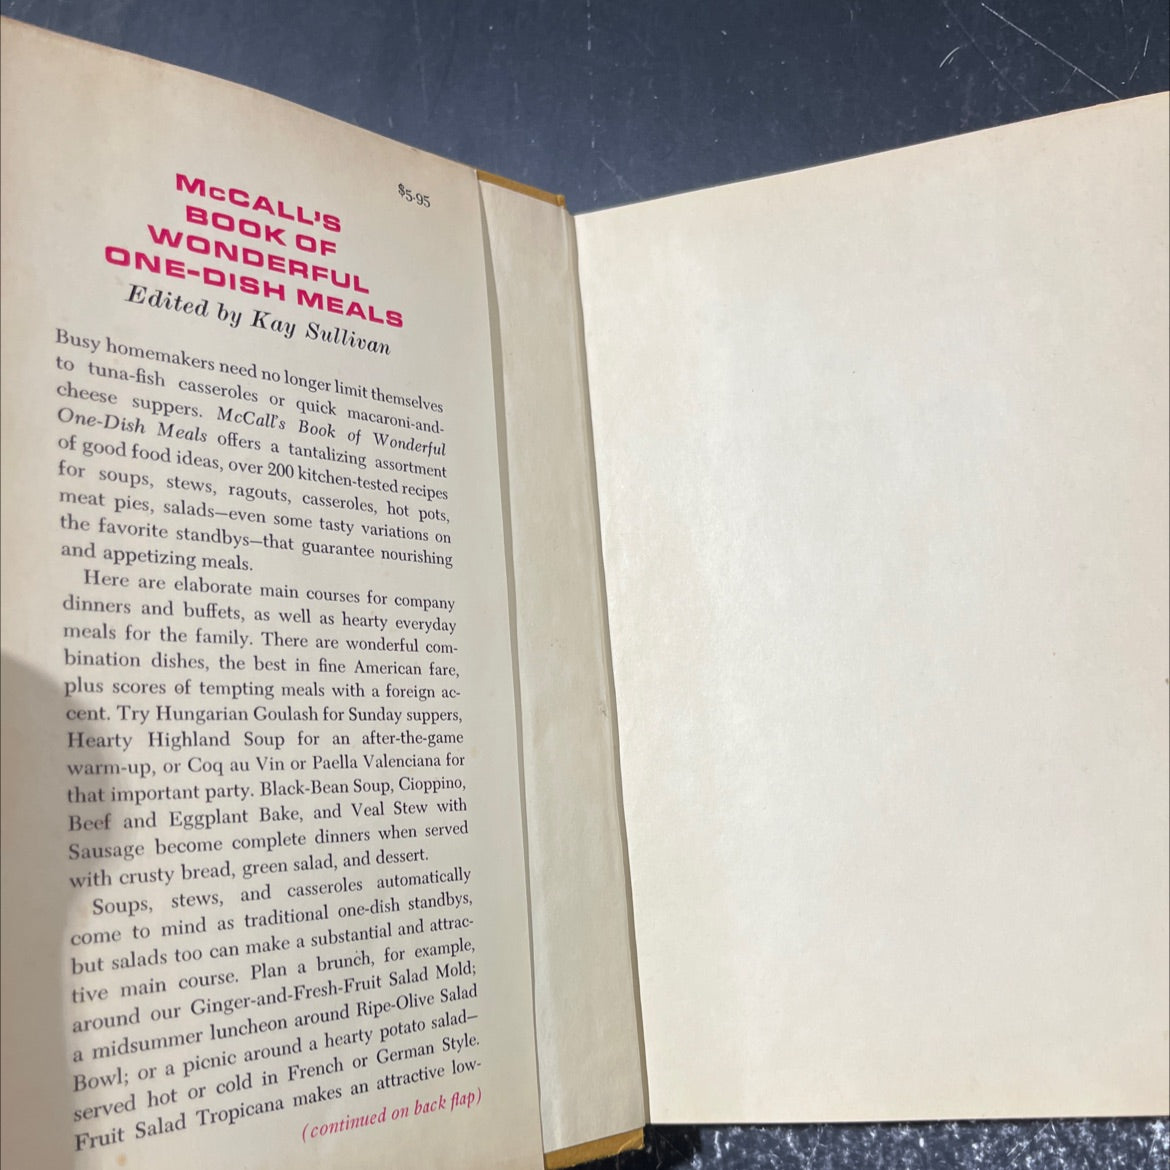 $5.95
McCALL'S
BOOK OF
WONDERFUL
ONE-DISH MEALS
Edited by Kay Sullivan
Busy homemakers need no longer limit themselves
to tuna-fish casseroles or quick macaroni-and-
cheese suppers. McCall's Book of Wonderful
One-Dish Meals offers a tantalizing assortment
of good food ideas, over 200 kitchen-tested recipes
for soups, stews, ragouts, casseroles, hot pots,
meat pies, salads—even some tasty variations on
the favorite standbys—that guarantee nourishing
and appetizing meals.
Here are elaborate main courses for company
dinners and buffets, as well as hearty everyday
meals for the family. There are wonderful com-
bination dishes, the best in fine American fare,
plus scores of tempting meals with a foreign ac-
cent. Try Hungarian Goulash for Sunday suppers,
Hearty Highland Soup for an after-the-game
warm-up, or Coq au Vin or Paella Valenciana for
that important party. Black-Bean Soup, Cioppino,
Beef and Eggplant Bake, and Veal Stew with
Sausage become complete dinners when served
with crusty bread, green salad, and dessert.
Soups, stews, and casseroles automatically
come to mind as traditional one-dish standbys,
but salads too can make a substantial and attrac-
tive main course. Plan a brunch, for example,
around our Ginger-and-Fresh-Fruit Salad Mold;
a midsummer luncheon around Ripe-Olive Salad
Bowl; or a picnic around a hearty potato salad—
served hot or cold in French or German Style.
Fruit Salad Tropicana makes an attractive low-
(continued on back flap)